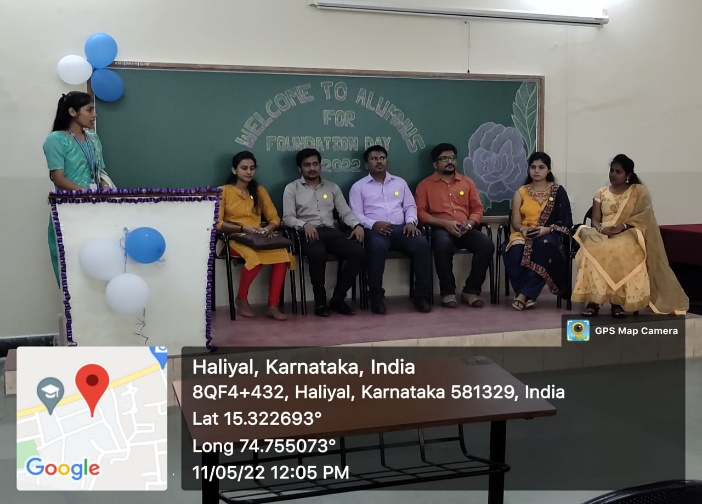 WELCOME TO ALUMNUS
FOR
FOUNDATION DAY
2022
GPS Map Camera
Haliyal, Karnataka, India
8QF4+432, Haliyal, Karnataka 581329, India
Lat 15.322693°
Long 74.755073°
11/05/22 12:05 PM
Google